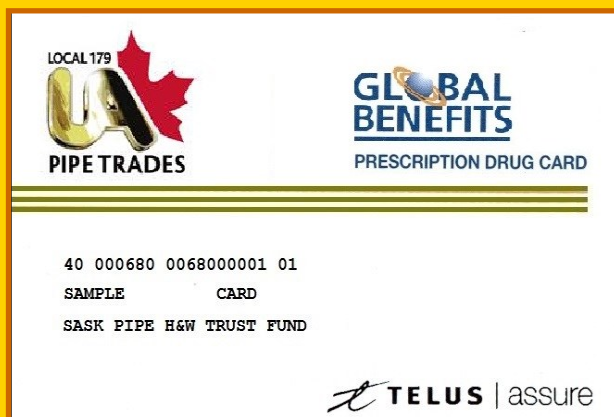 LOCAL 179
UA
PIPE TRADES
GLOBAL
BENEFITS
PRESCRIPTION DRUG CARD
40 000680 0068000001 01
SAMPLE CARD
SASK PIPE H&W TRUST FUND
TELUS | assure